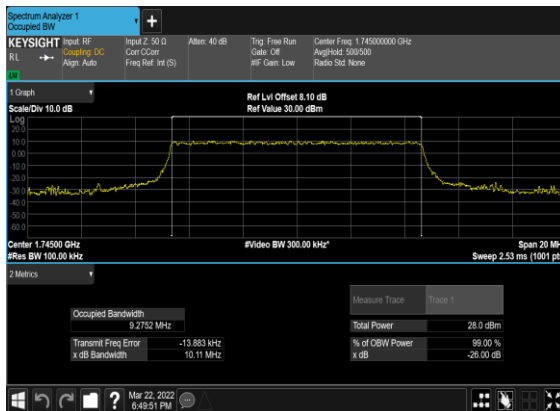 Spectrum Analyzer 1
Occupied BW
KEYSIGHT
RL
Input: RF
Coupling: DC
Align: Auto
Input Z: 50 Ω
Corr CCorr
Freq Ref: Int (S)
Atten: 40 dB
Trig: Free Run
Gate: Off
#IF Gain: Low
Center Freq: 1.745000000 GHz
Avg|Hold: 500/500
Radio Std: None
1 Graph
Scale/Div 10.0 dB
Ref Lvl Offset 8.10 dB
Ref Value 30.00 dBm
Log
20.0
10.0
0.00
-10.0
-20.0
-30.0
-40.0
-50.0
-60.0
Center 1.74500 GHz
#Res BW 100.00 kHz
#Video BW 300.00 kHz*
Span 20 MH
Sweep 2.53 ms (1001 pt
2 Metrics
Measure Trace
Trace 1
Occupied Bandwidth
9.2752 MHz
Total Power
28.0 dBm
Transmit Freq Error
-13.883 kHz
% of OBW Power
99.00 %
x dB Bandwidth
10.11 MHz
x dB
-26.00 dB
?
Mar 22, 2022
6:49:51 PM